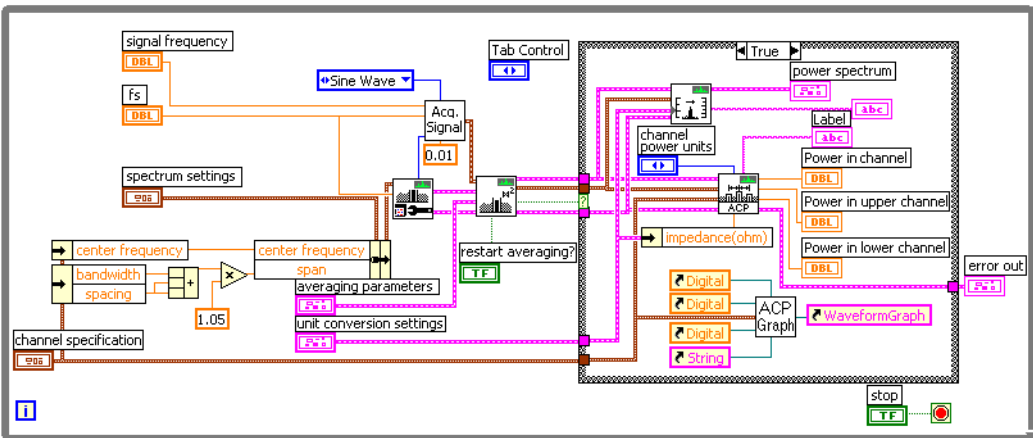 signal frequency
DBL
fs
DBL
Sine Wave
Acq.
Signal
0.01
Tab Control
True
power spectrum
abc
Label
abc
channel
power units
Power in channel
DBL
ACP
Power in upper channel
DBL
impedance(ohm)
Power in lower channel
DBL
error out
spectrum settings
?
restart averaging?
TF
center frequency
bandwidth
spacing
+
x
1.05
center frequency
span
averaging parameters
unit conversion settings
channel specification
Digital
Digital
Digital
String
ACP
Graph
WaveformGraph
stop
TF
i